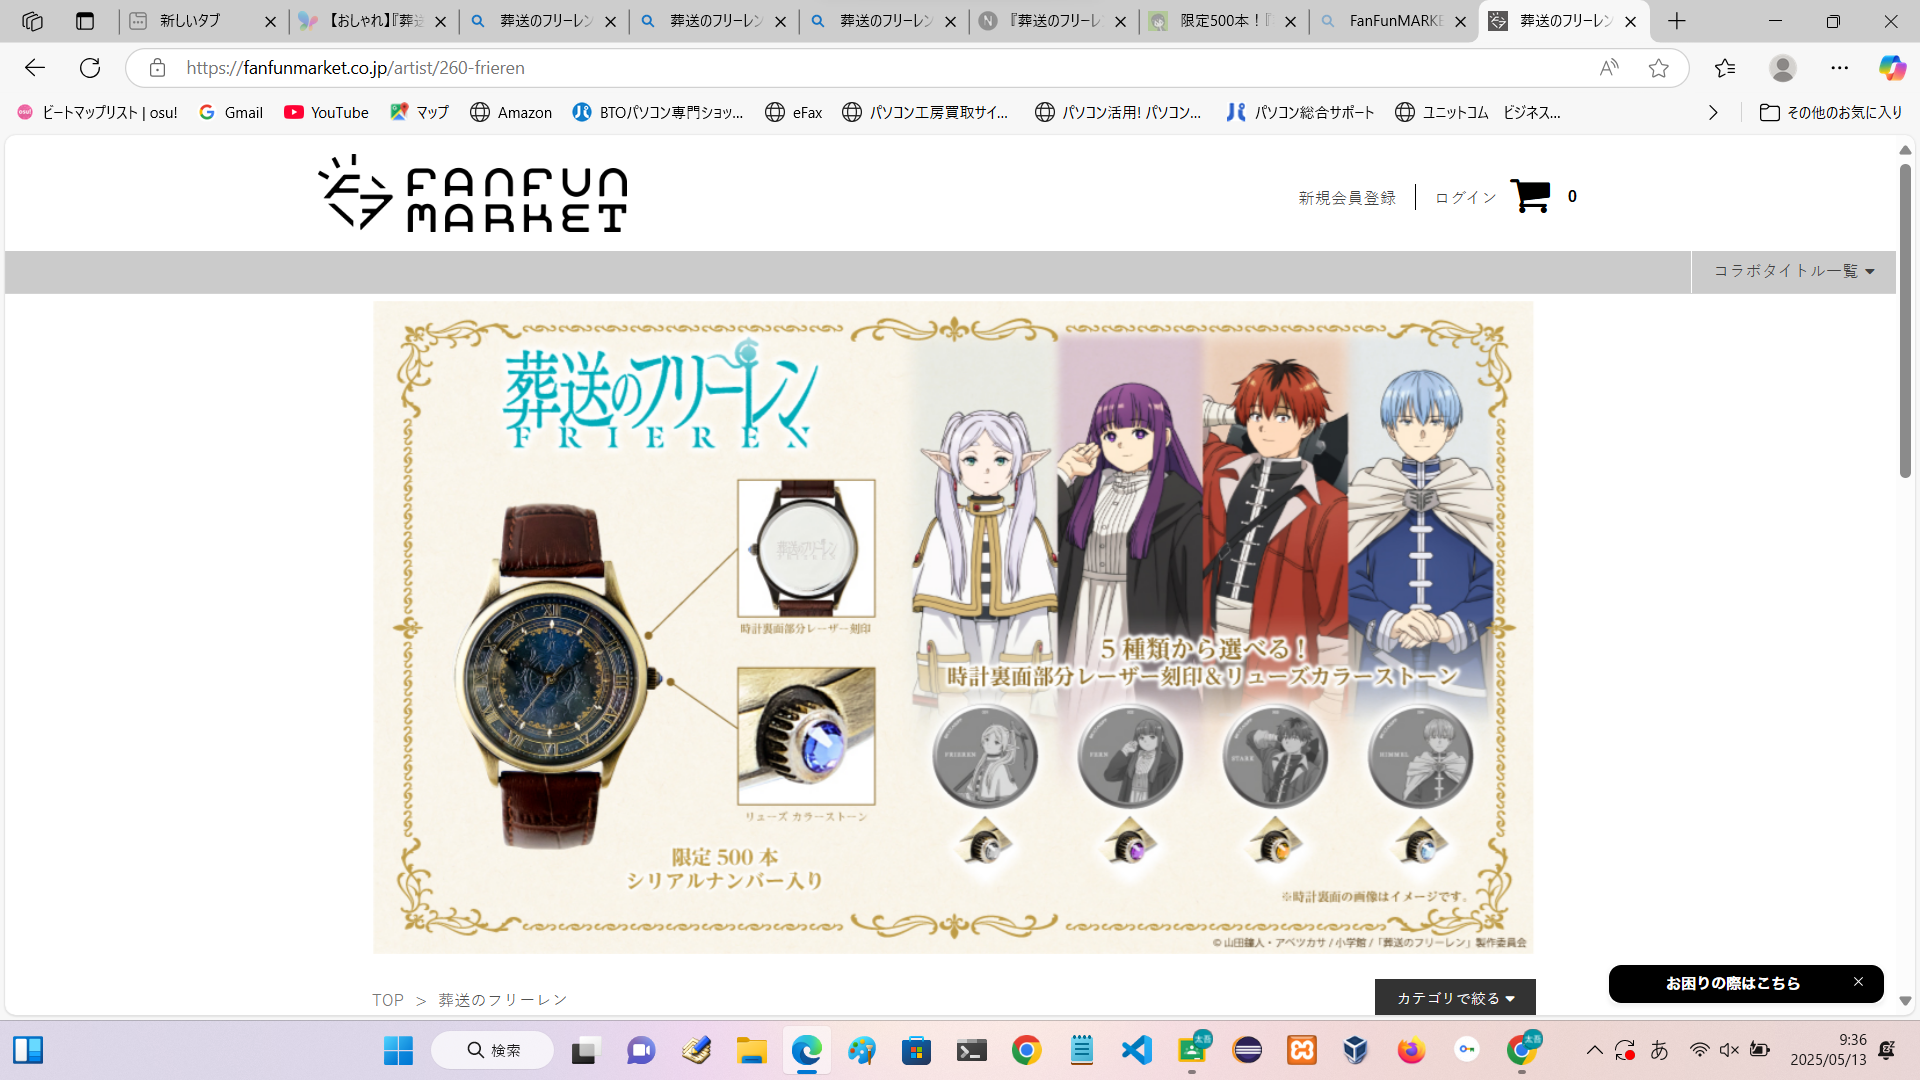 新しいタブ
【おしゃれ】『葬送
葬送のフリーレン
葬送のフリーレン
葬送のフリーレン
『葬送のフリーレ
限定500本！『
FanFunMARKE
葬送のフリーレン
https://fanfunmarket.co.jp/artist/260-frieren
ビートマップリスト | osu!
Gmail
YouTube
マップ
Amazon
BTOパソコン専門ショッ...
eFax
パソコン工房買取サイ...
パソコン活用! パソコン...
パソコン総合サポート
ユニットコム ビジネス...
その他のお気に入り
FANFUN
MARKET
新規会員登録
ログイン
0
コラボタイトル一覧
葬送のフリーレン
FRIEREN
葬送のフリーレン
時計裏面部分レーザー刻印
リューズ カラーストーン
限定 500 本
シリアルナンバー入り
5 種類から選べる！
時計裏面部分レーザー刻印&リューズカラーストーン
FRIEREN
FERN
STARK
HIMMEL
※時計裏面の画像はイメージです。
© 山田鐘人・アベツカサ / 小学館 /「葬送のフリーレン」製作委員会
TOP > 葬送のフリーレン
カテゴリで絞る
お困りの際はこちら
検索
太吾
太吾
あ
9:36
2025/05/13